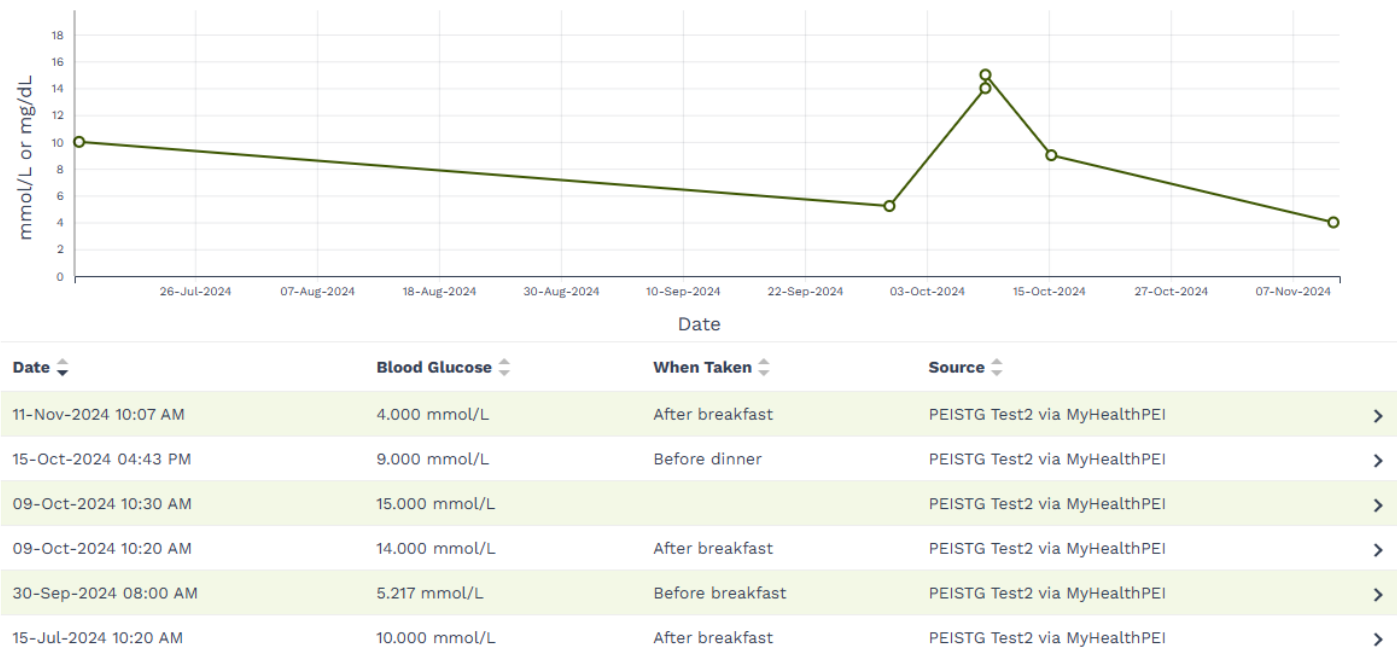 18
16
14
12
10
8
6
4
2
0
mmol/L or mg/dL
26-Jul-2024 07-Aug-2024 18-Aug-2024 30-Aug-2024 10-Sep-2024 22-Sep-2024 03-Oct-2024 15-Oct-2024 27-Oct-2024 07-Nov-2024
Date
Date Blood Glucose When Taken Source
11-Nov-2024 10:07 AM 4.000 mmol/L After breakfast PEISTG Test2 via MyHealthPEI
15-Oct-2024 04:43 PM 9.000 mmol/L Before dinner PEISTG Test2 via MyHealthPEI
09-Oct-2024 10:30 AM 15.000 mmol/L PEISTG Test2 via MyHealthPEI
09-Oct-2024 10:20 AM 14.000 mmol/L After breakfast PEISTG Test2 via MyHealthPEI
30-Sep-2024 08:00 AM 5.217 mmol/L Before breakfast PEISTG Test2 via MyHealthPEI
15-Jul-2024 10:20 AM 10.000 mmol/L After breakfast PEISTG Test2 via MyHealthPEI